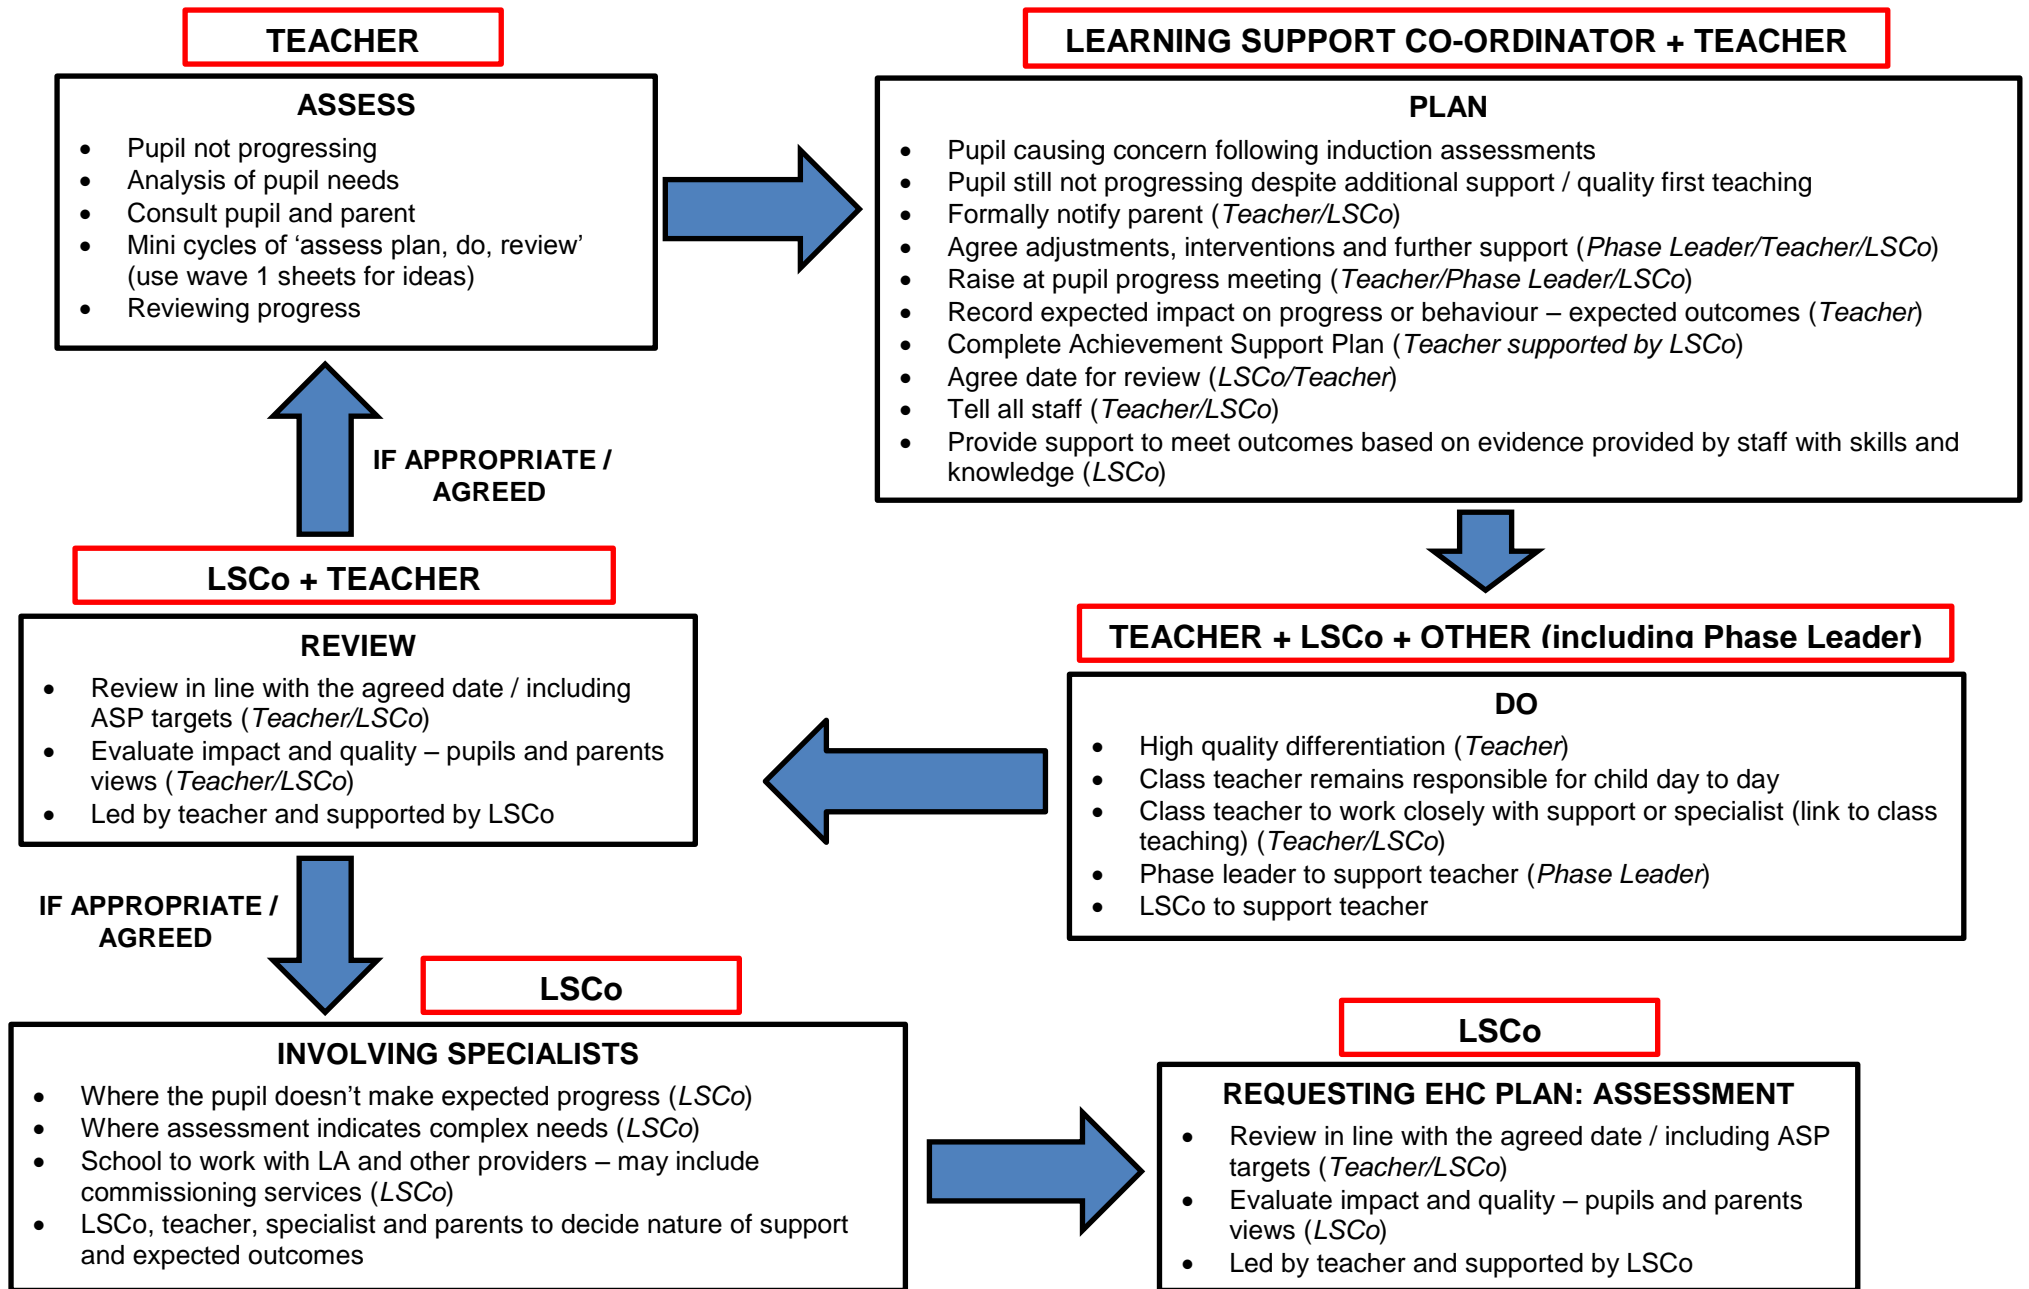 TEACHER
ASSESS
• Pupil not progressing
• Analysis of pupil needs
• Consult pupil and parent
• Mini cycles of ‘assess plan, do, review’
(use wave 1 sheets for ideas)
• Reviewing progress
LEARNING SUPPORT CO-ORDINATOR + TEACHER
PLAN
• Pupil causing concern following induction assessments
• Pupil still not progressing despite additional support / quality first teaching
• Formally notify parent (Teacher/LSCo)
• Agree adjustments, interventions and further support (Phase Leader/Teacher/LSCo)
• Raise at pupil progress meeting (Teacher/Phase Leader/LSCo)
• Record expected impact on progress or behaviour – expected outcomes (Teacher)
• Complete Achievement Support Plan (Teacher supported by LSCo)
• Agree date for review (LSCo/Teacher)
• Tell all staff (Teacher/LSCo)
• Provide support to meet outcomes based on evidence provided by staff with skills and
knowledge (LSCo)
TEACHER + LSCo + OTHER (including Phase Leader)
DO
• High quality differentiation (Teacher)
• Class teacher remains responsible for child day to day
• Class teacher to work closely with support or specialist (link to class
teaching) (Teacher/LSCo)
• Phase leader to support teacher (Phase Leader)
• LSCo to support teacher
IF APPROPRIATE /
AGREED
LSCo + TEACHER
REVIEW
• Review in line with the agreed date / including
ASP targets (Teacher/LSCo)
• Evaluate impact and quality – pupils and parents
views (Teacher/LSCo)
• Led by teacher and supported by LSCo
IF APPROPRIATE /
AGREED
LSCo
INVOLVING SPECIALISTS
• Where the pupil doesn’t make expected progress (LSCo)
• Where assessment indicates complex needs (LSCo)
• School to work with LA and other providers – may include
commissioning services (LSCo)
• LSCo, teacher, specialist and parents to decide nature of support
and expected outcomes
LSCo
REQUESTING EHC PLAN: ASSESSMENT
• Review in line with the agreed date / including ASP
targets (Teacher/LSCo)
• Evaluate impact and quality – pupils and parents
views (LSCo)
• Led by teacher and supported by LSCo